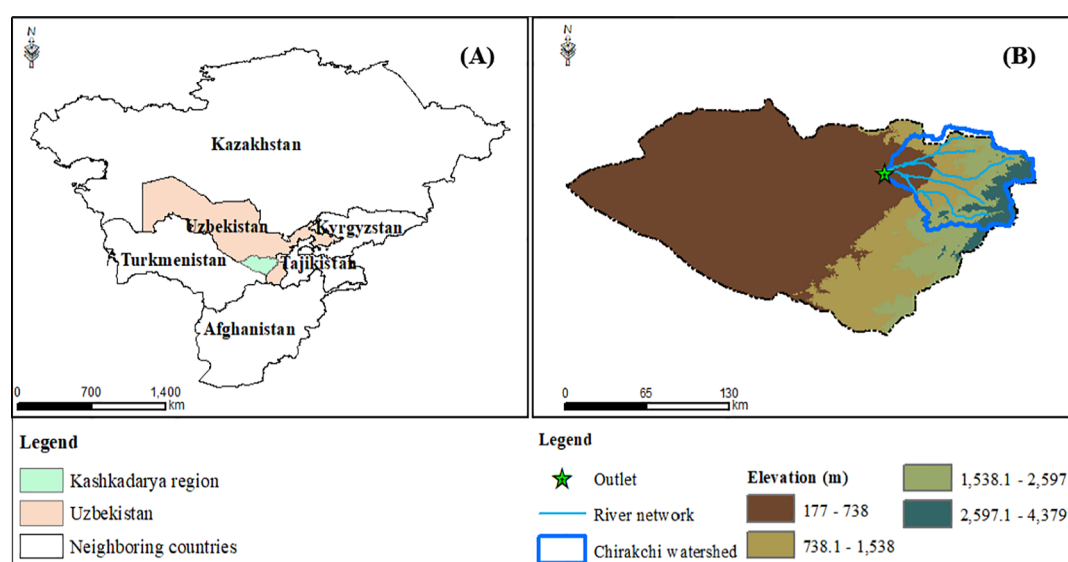 N
(A)
Kazakhstan
Uzbekistan
Kyrgyzstan
Turkmenistan
Tajikistan
Afghanistan
0 700 1,400
km
Legend
Kashkadarya region
Uzbekistan
Neighboring countries
N
(B)
0 65 130
km
Legend
Outlet
River network
Chirakchi watershed
Elevation (m)
177 - 738
738.1 - 1,538
1,538.1 - 2,597
2,597.1 - 4,379